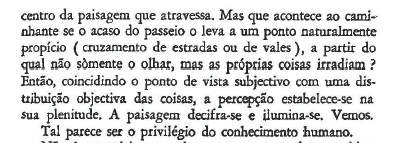 centro da paisagem que atravessa. Mas que acontece ao cami-
nhante se o acaso do passeio o leva a um ponto naturalmente
propício ( cruzamento de estradas ou de vales ), a partir do
qual não sòmente o olhar, mas as próprias coisas irradiam ?
Então, coincidindo o ponto de vista subjectivo com uma dis-
tribuição objectiva das coisas, a percepção estabelece-se na
sua plenitude. A paisagem decifra-se e ilumina-se. Vemos.
Tal parece ser o privilégio do conhecimento humano.